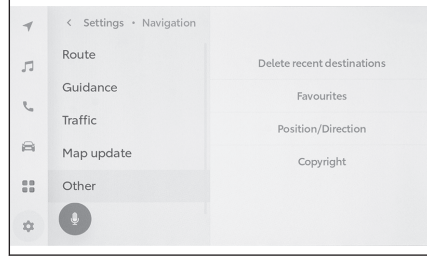 < Settings • Navigation
Route
Guidance
Traffic
Map update
Other
Delete recent destinations
Favourites
Position/Direction
Copyright